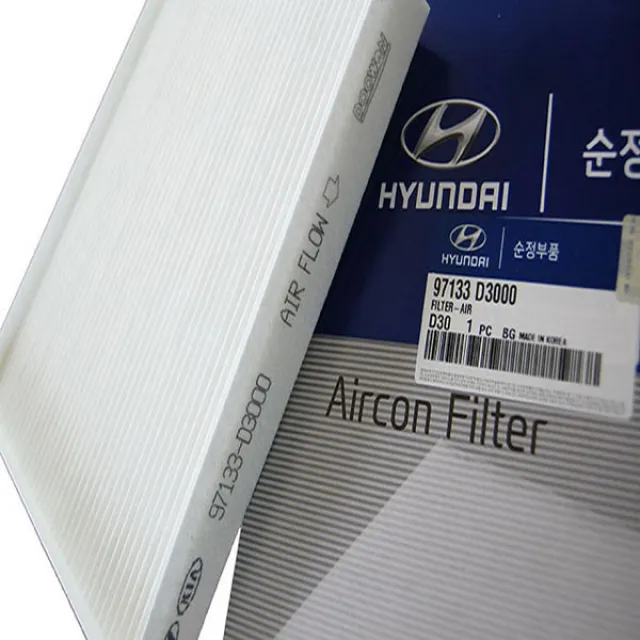 DOOWON
AIR FLOW
97133-D3000
KIA
HYUNDAI
순정
HYUNDAI
순정부품
97133 D3000
FILTER-AIR
D30 1 PC BG MADE IN KOREA
Aircon Filter